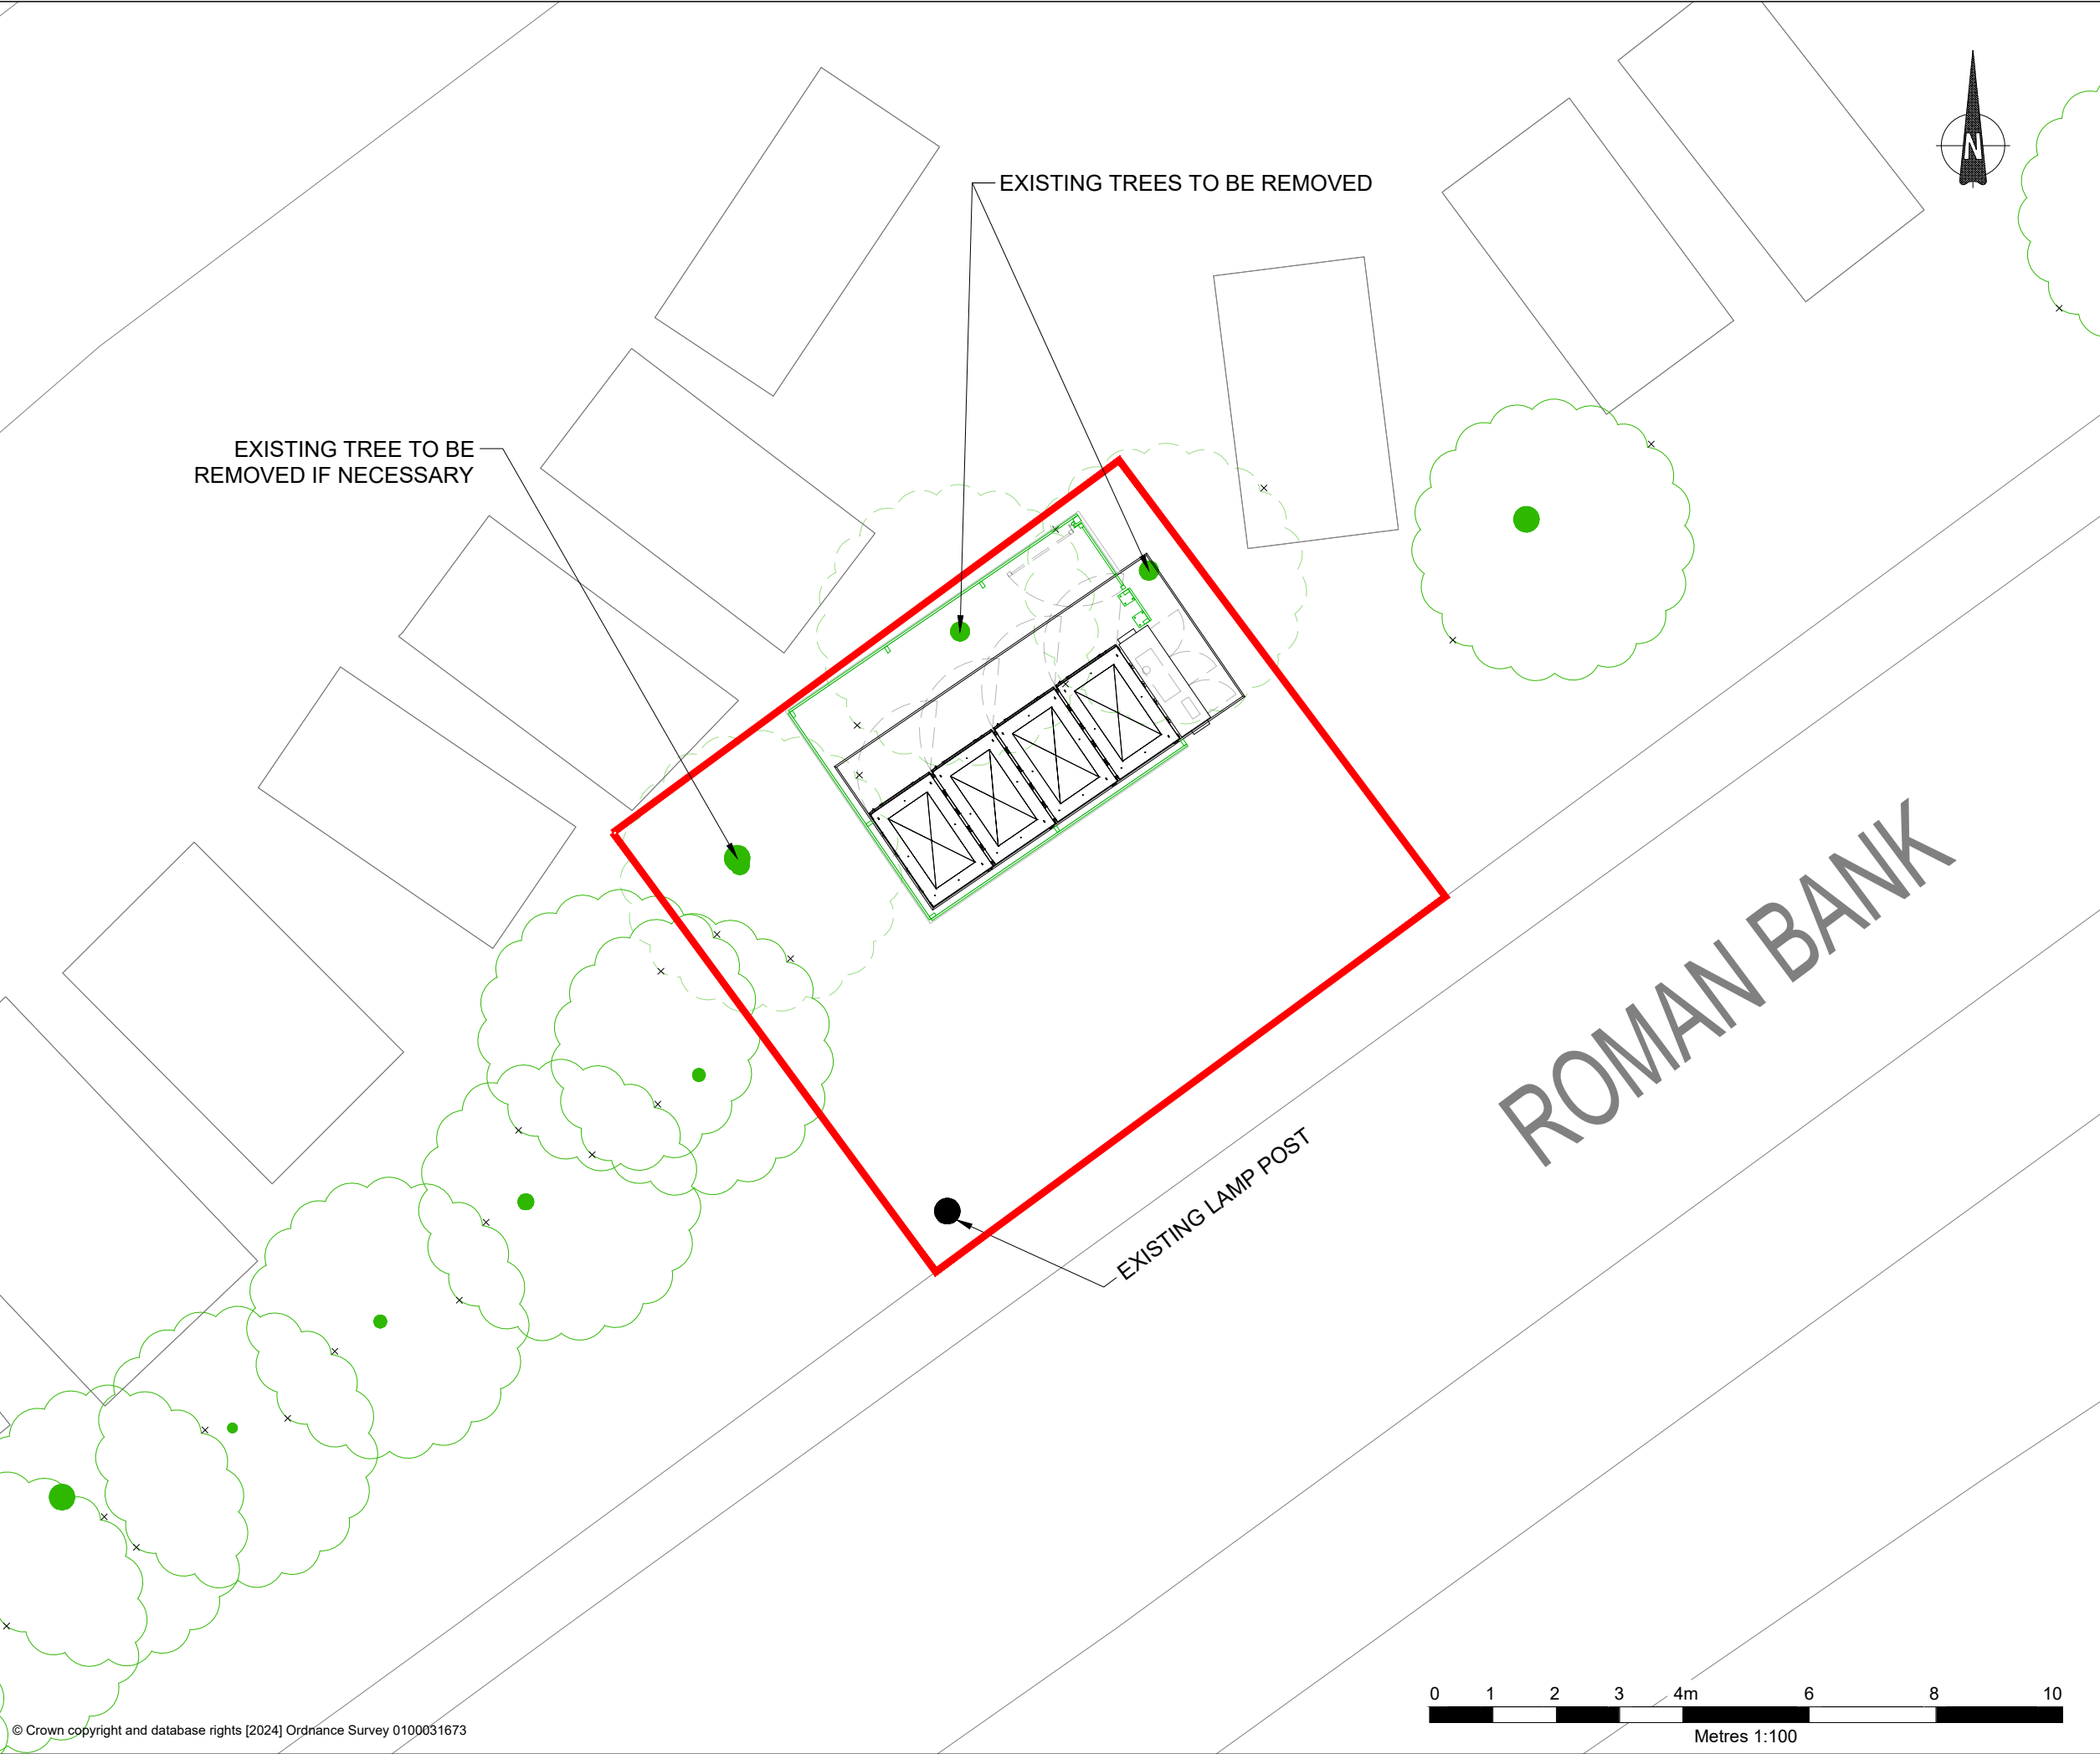 N
EXISTING TREES TO BE REMOVED
EXISTING TREE TO BE
REMOVED IF NECESSARY
ROMAN BANK
EXISTING LAMP POST
0 1 2 3 4m 6 8 10
Metres 1:100
© Crown copyright and database rights [2024] Ordnance Survey 0100031673